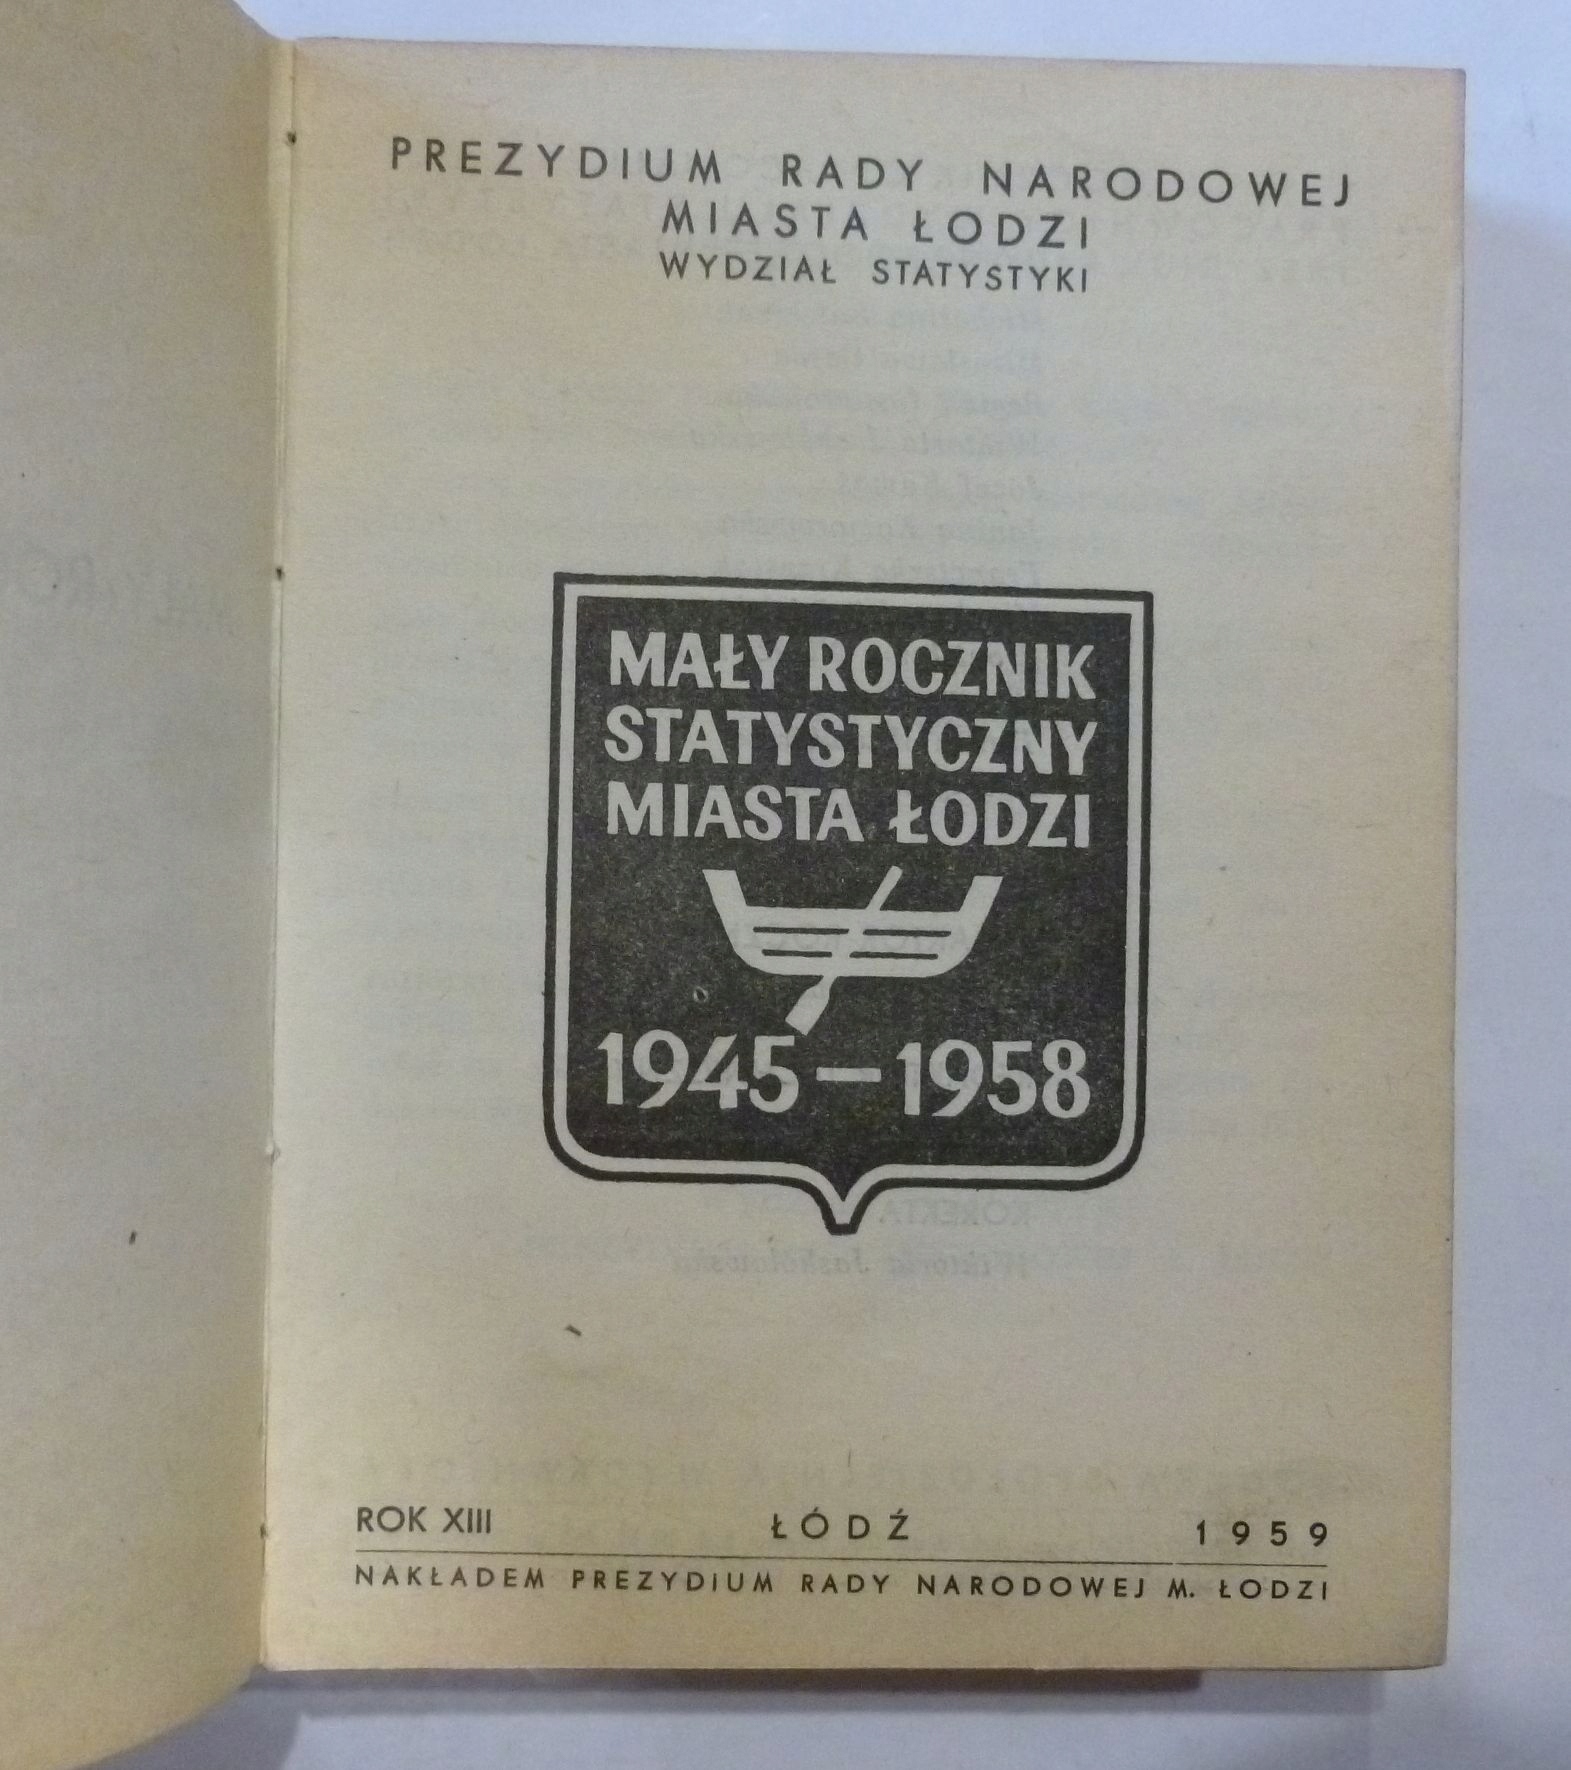 PREZYDIUM RADY NARODOWEJ
MIASTA ŁODZI
WYDZIAŁ STATYSTYKI
MAŁY ROCZNIK
STATYSTYCZNY
MIASTA ŁODZI
1945–1958
ROK XIII ŁÓDŹ 1959
NAKŁADEM PREZYDIUM RADY NARODOWEJ M. ŁODZI